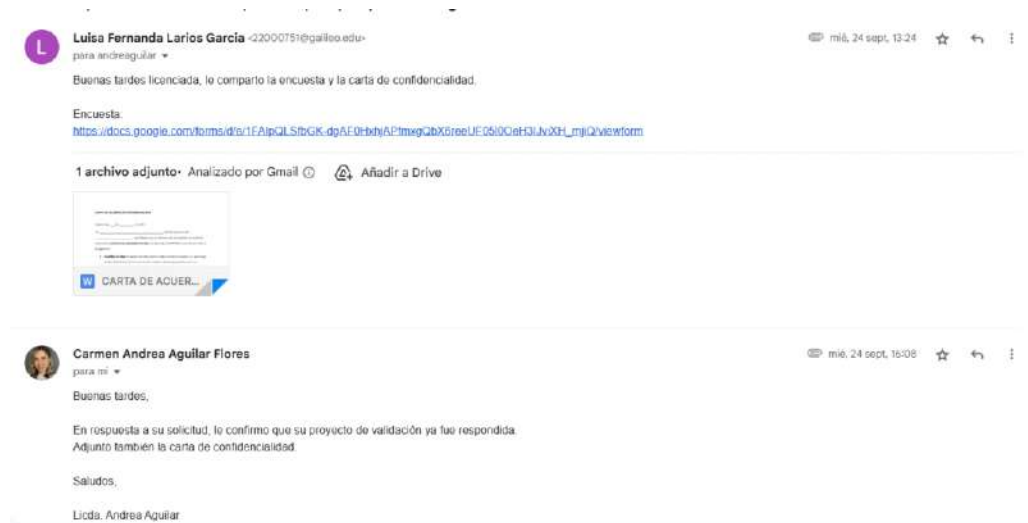 L
Luisa Fernanda Larios Garcia <22000751@galileo.edu>
mié, 24 sept, 13:24
para andreaguilar
Buenas tardes licenciada, le comparto la encuesta y la carta de confidencialidad.
Encuesta:
1 archivo adjunto • Analizado por Gmail
Añadir a Drive
W CARTA DE ACUER...
Carmen Andrea Aguilar Flores
mié, 24 sept, 16:08
para mí
Buenas tardes,
En respuesta a su solicitud, le confirmo que su proyecto de validación ya fue respondida.
Adjunto también la carta de confidencialidad.
Saludos,
Licda. Andrea Aguilar